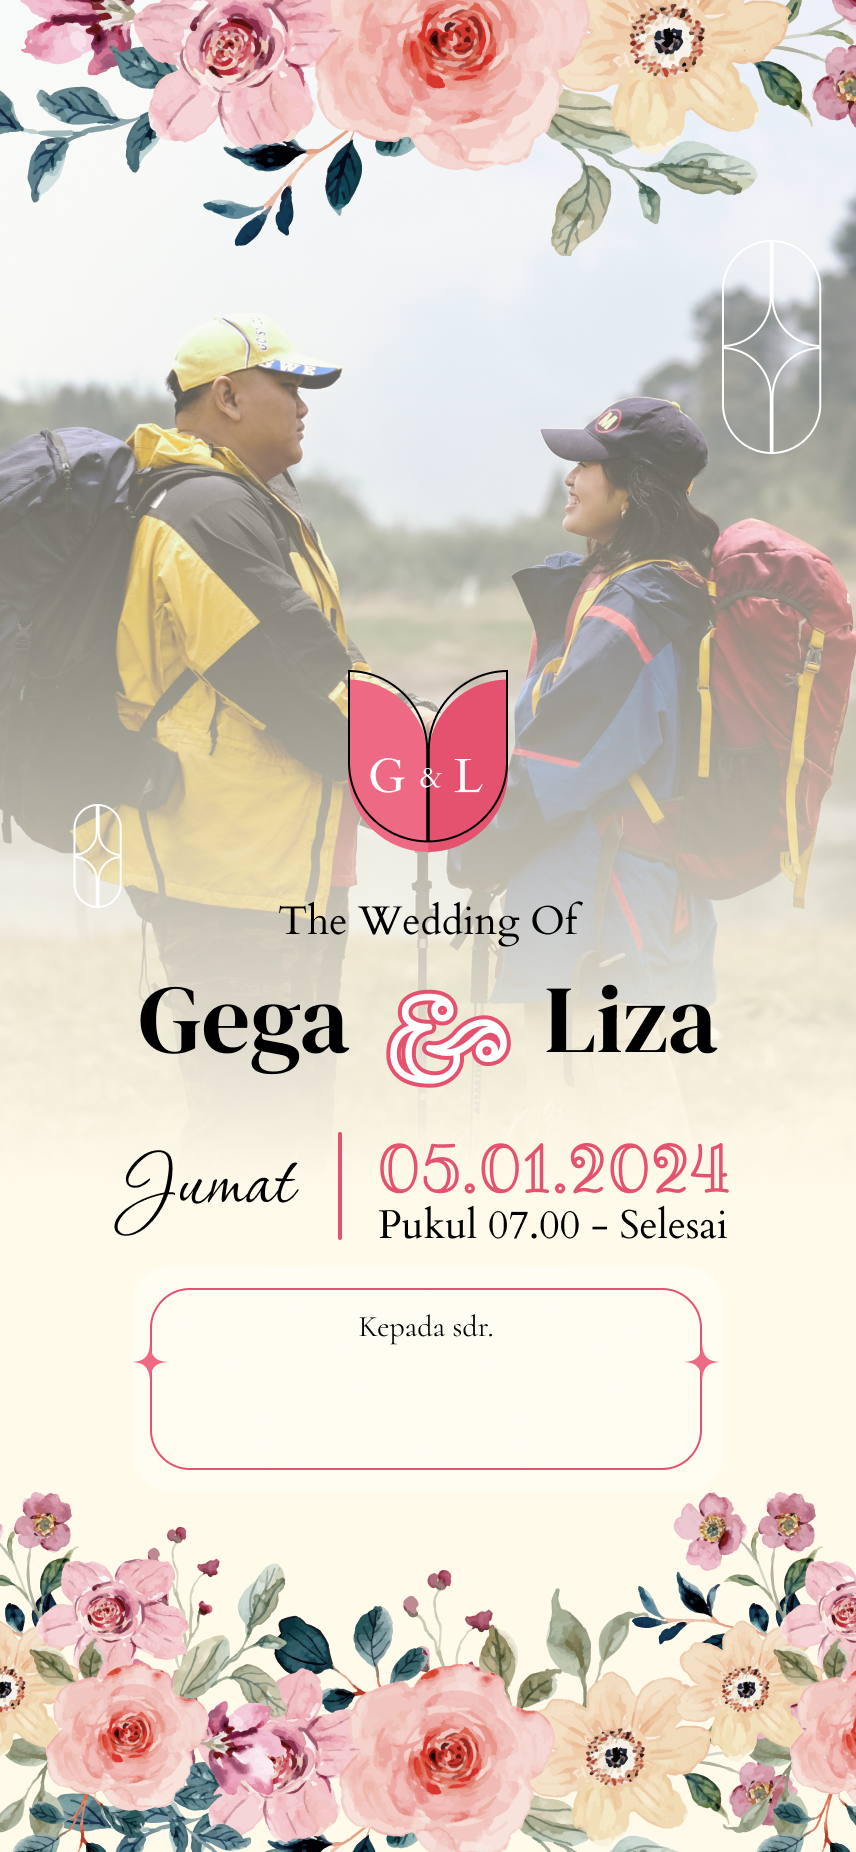 M
G & L
The Wedding Of
Gega & Liza
Jumat
05.01.2024
Pukul 07.00 - Selesai
Kepada sdr.